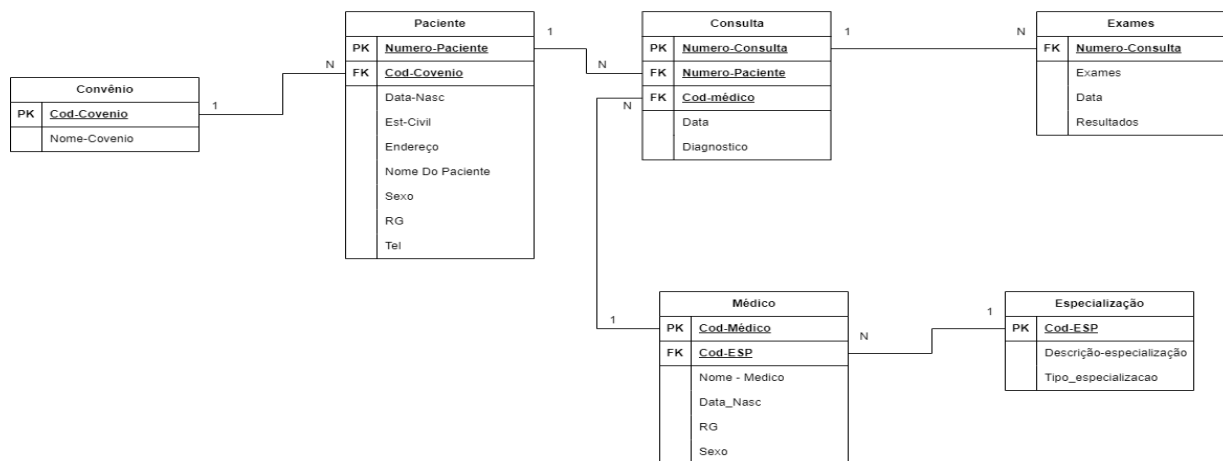 Convênio
PK Cod-Covenio
Nome-Covenio
1
N
Paciente
PK Numero-Paciente
FK Cod-Covenio
Data-Nasc
Est-Civil
Endereço
Nome Do Paciente
Sexo
RG
Tel
1
N
Consulta
PK Numero-Consulta
FK Numero-Paciente
FK Cod-médico
Data
Diagnostico
1
N
Exames
FK Numero-Consulta
Exames
Data
Resultados
N
1
Médico
PK Cod-Médico
FK Cod-ESP
Nome - Medico
Data_Nasc
RG
Sexo
N
1
Especialização
PK Cod-ESP
Descrição-especialização
Tipo_especializacao